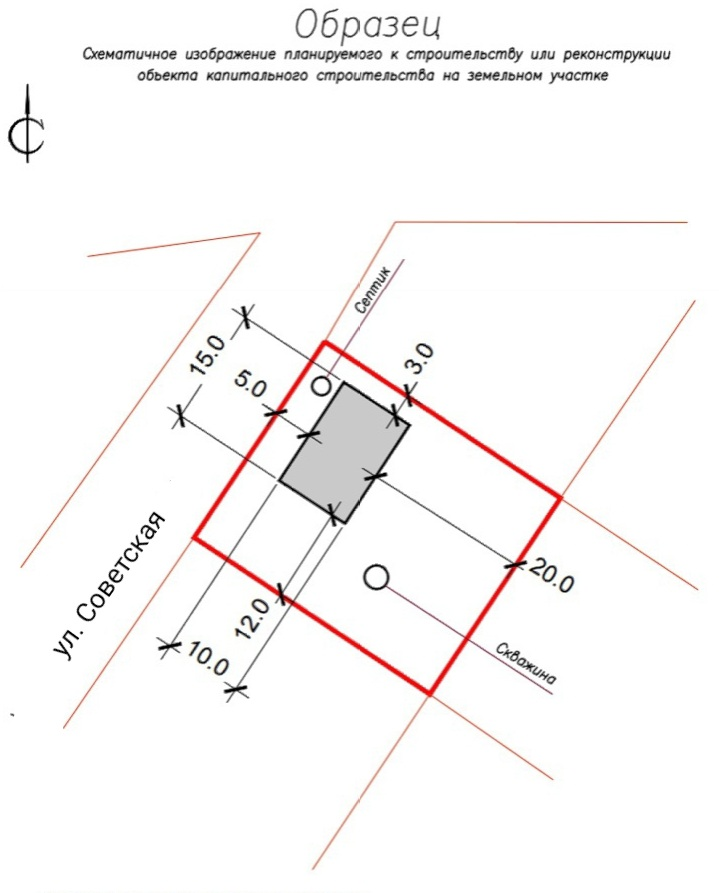 Образец
Схематичное изображение планируемого к строительству или реконструкции
объекта капитального строительства на земельном участке
С
Септик
15.0
3.0
5.0
ул. Советская
20.0
12.0
10.0
Скважина